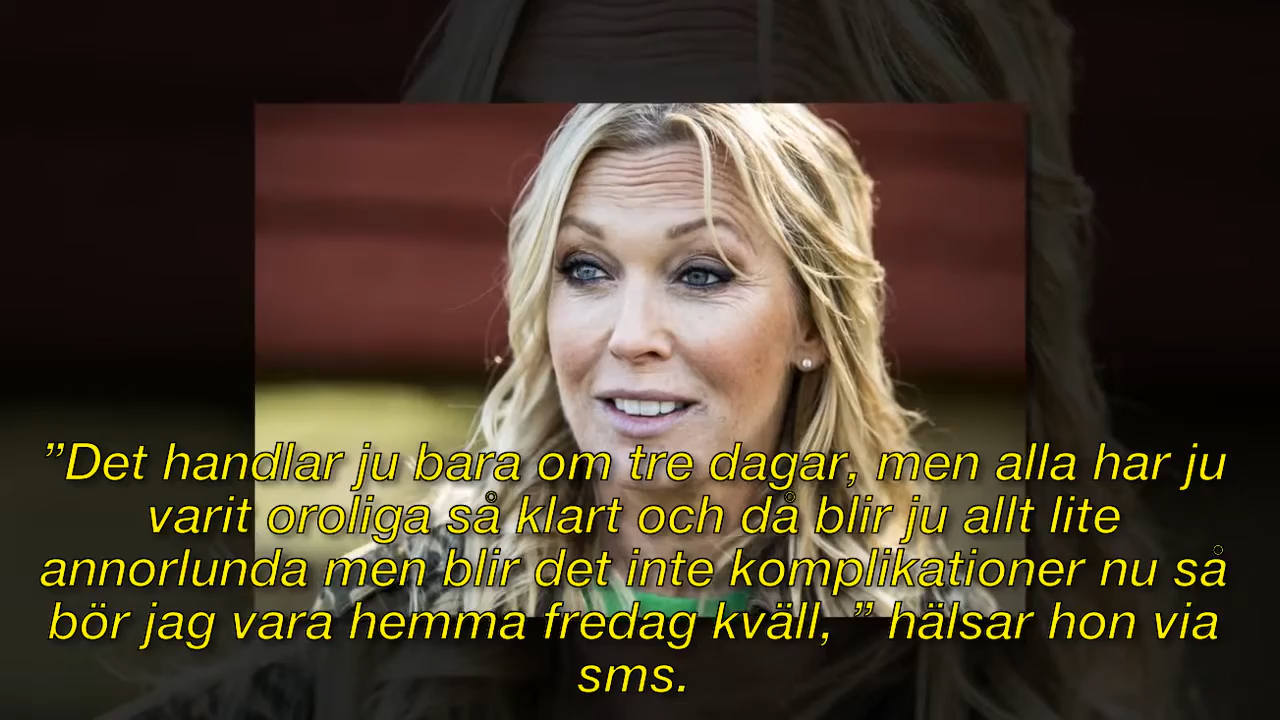 ”Det handlar ju bara om tre dagar, men alla har ju
varit oroliga så klart och då blir ju allt lite
annorlunda men blir det inte komplikationer nu så
bör jag vara hemma fredag kväll, ” hälsar hon via
sms.